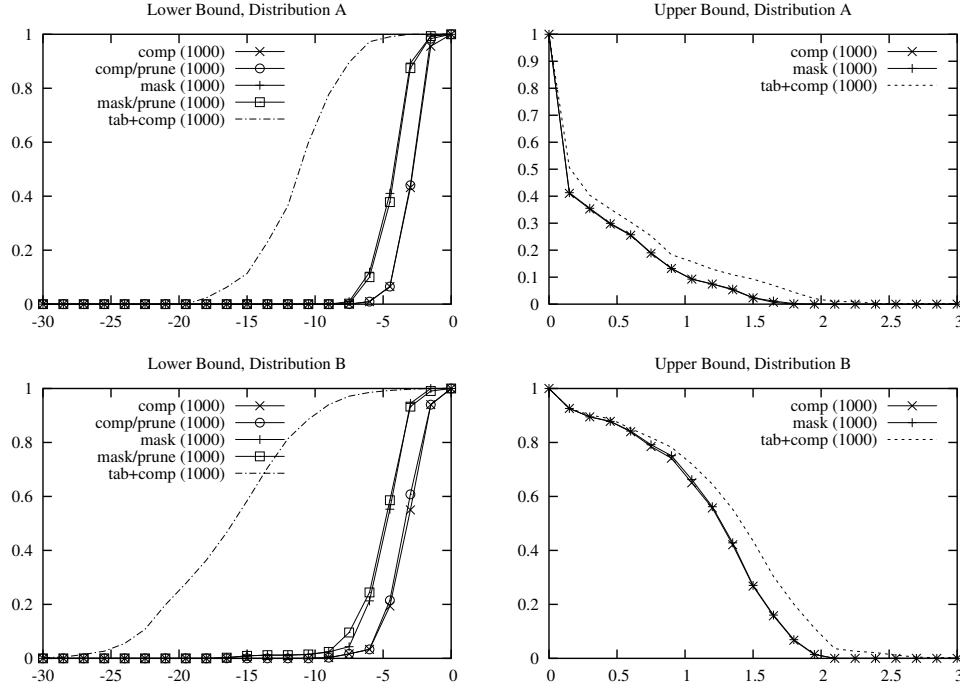 Lower Bound, Distribution A
1
0.8
0.6
0.4
0.2
0
comp (1000)
comp/prune (1000)
mask (1000)
mask/prune (1000)
tab+comp (1000)
-30 -25 -20 -15 -10 -5 0
Upper Bound, Distribution A
1
0.9
0.8
0.7
0.6
0.5
0.4
0.3
0.2
0.1
0
comp (1000)
mask (1000)
tab+comp (1000)
0 0.5 1 1.5 2 2.5 3
Lower Bound, Distribution B
1
0.8
0.6
0.4
0.2
0
comp (1000)
comp/prune (1000)
mask (1000)
mask/prune (1000)
tab+comp (1000)
-30 -25 -20 -15 -10 -5 0
Upper Bound, Distribution B
1
0.8
0.6
0.4
0.2
0
comp (1000)
mask (1000)
tab+comp (1000)
0 0.5 1 1.5 2 2.5 3